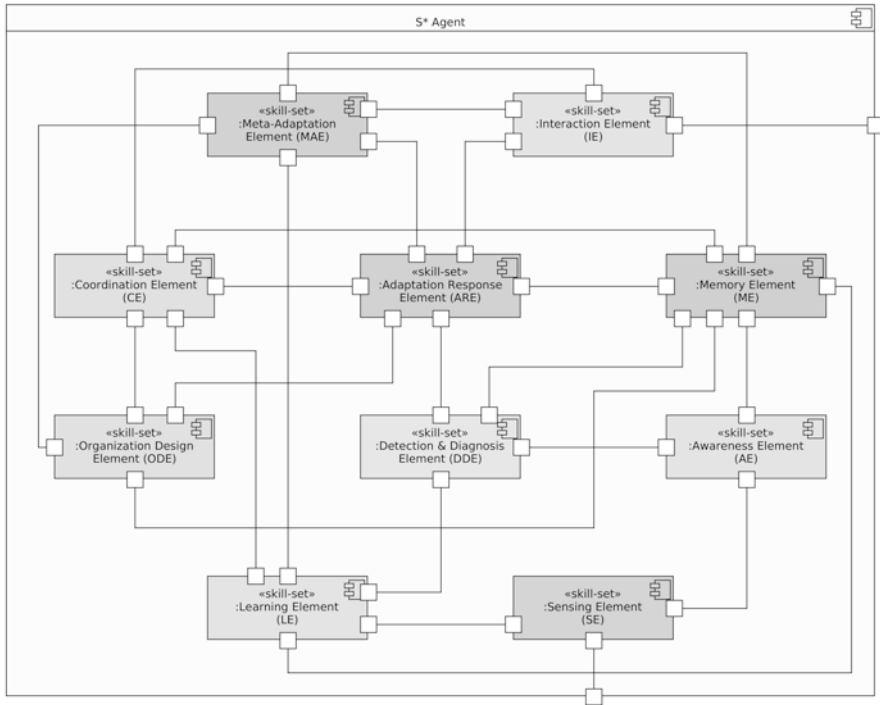 S* Agent
«skill-set»
:Meta-Adaptation
Element (MAE)
«skill-set»
:Interaction Element
(IE)
«skill-set»
:Coordination Element
(CE)
«skill-set»
:Adaptation Response
Element (ARE)
«skill-set»
:Memory Element
(ME)
«skill-set»
:Organization Design
Element (ODE)
«skill-set»
:Detection & Diagnosis
Element (DDE)
«skill-set»
:Awareness Element
(AE)
«skill-set»
:Learning Element
(LE)
«skill-set»
:Sensing Element
(SE)